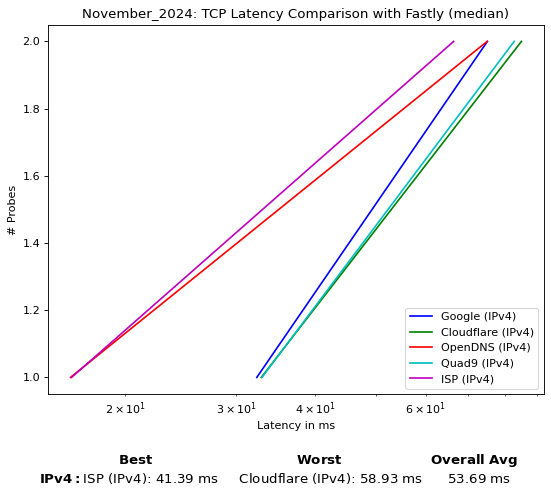 November_2024: TCP Latency Comparison with Fastly (median)
2.0
1.8
1.6
1.4
1.2
1.0
# Probes
Google (IPv4)
Cloudflare (IPv4)
OpenDNS (IPv4)
Quad9 (IPv4)
ISP (IPv4)
2 × 10¹ 3 × 10¹ 4 × 10¹ 6 × 10¹
Latency in ms
Best Worst Overall Avg
IPv4: ISP (IPv4): 41.39 ms Cloudflare (IPv4): 58.93 ms 53.69 ms